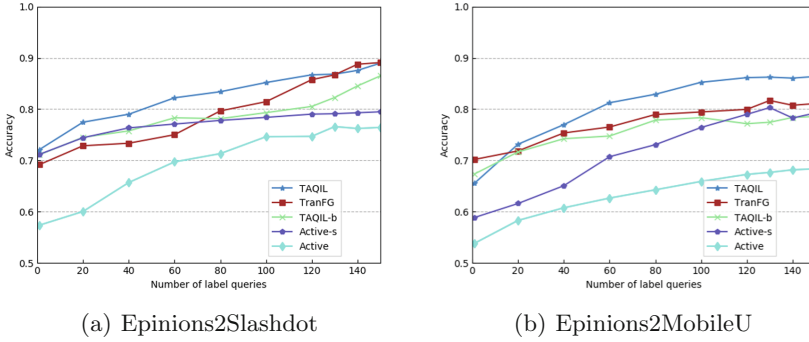 1.0
0.9
0.8
0.7
0.6
0.5
Accuracy
0
20
40
60
80
100
120
140
Number of label queries
TAQIL
TranFG
TAQIL-b
Active-s
Active
(a) Epinions2Slashdot
1.0
0.9
0.8
0.7
0.6
0.5
Accuracy
0
20
40
60
80
100
120
140
Number of label queries
TAQIL
TranFG
TAQIL-b
Active-s
Active
(b) Epinions2MobileU